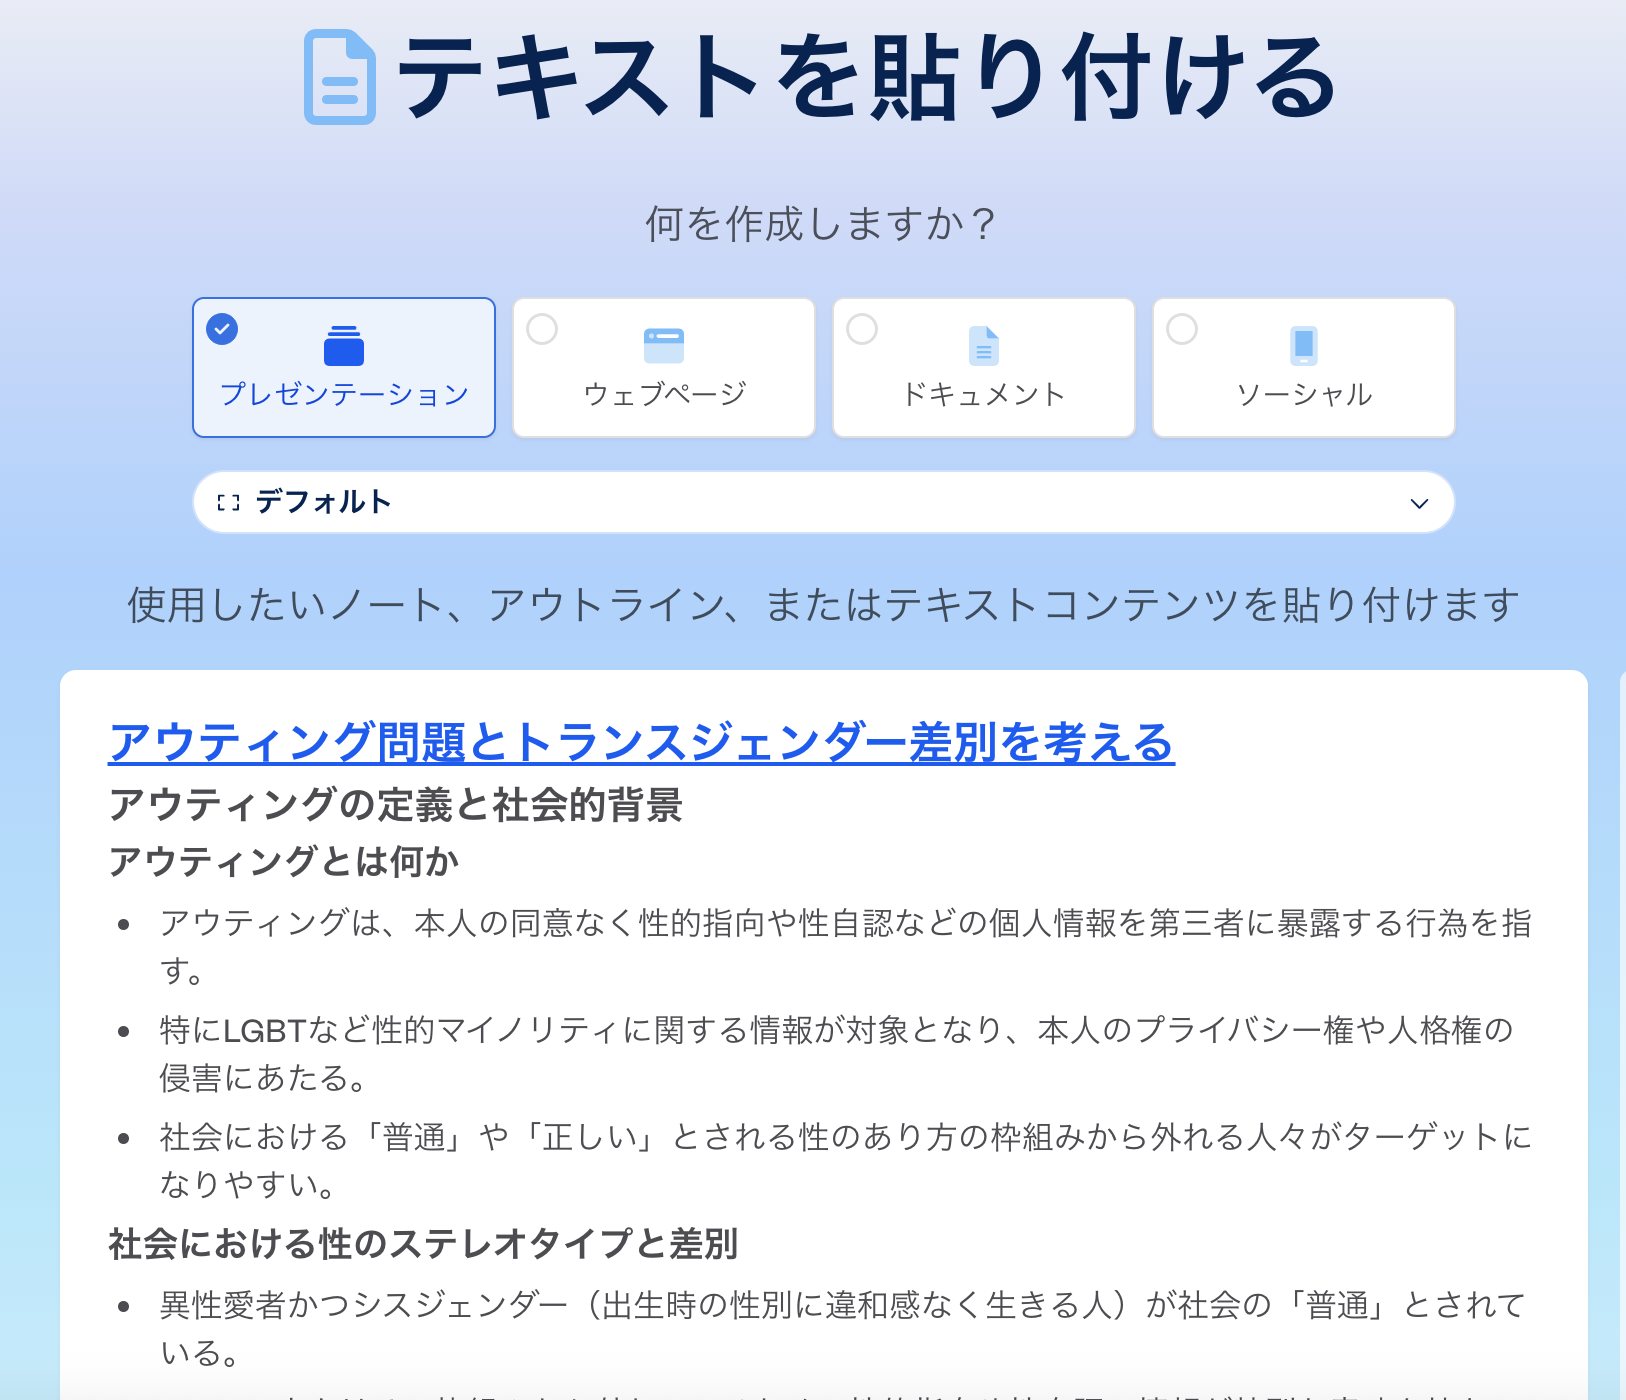 テキストを貼り付ける
何を作成しますか？
プレゼンテーション
ウェブページ
ドキュメント
ソーシャル
デフォルト
使用したいノート、アウトライン、またはテキストコンテンツを貼り付けます
アウティング問題とトランスジェンダー差別を考える
アウティングの定義と社会的背景
アウティングとは何か
アウティングは、本人の同意なく性的指向や性自認などの個人情報を第三者に暴露する行為を指
す。
特にLGBTなど性的マイノリティに関する情報が対象となり、本人のプライバシー権や人格権の
侵害にあたる。
社会における「普通」や「正しい」とされる性のあり方の枠組みから外れる人々がターゲットに
なりやすい。
社会における性のステレオタイプと差別
異性愛者かつシスジェンダー（出生時の性別に違和感なく生きる人）が社会の「普通」とされて
いる。